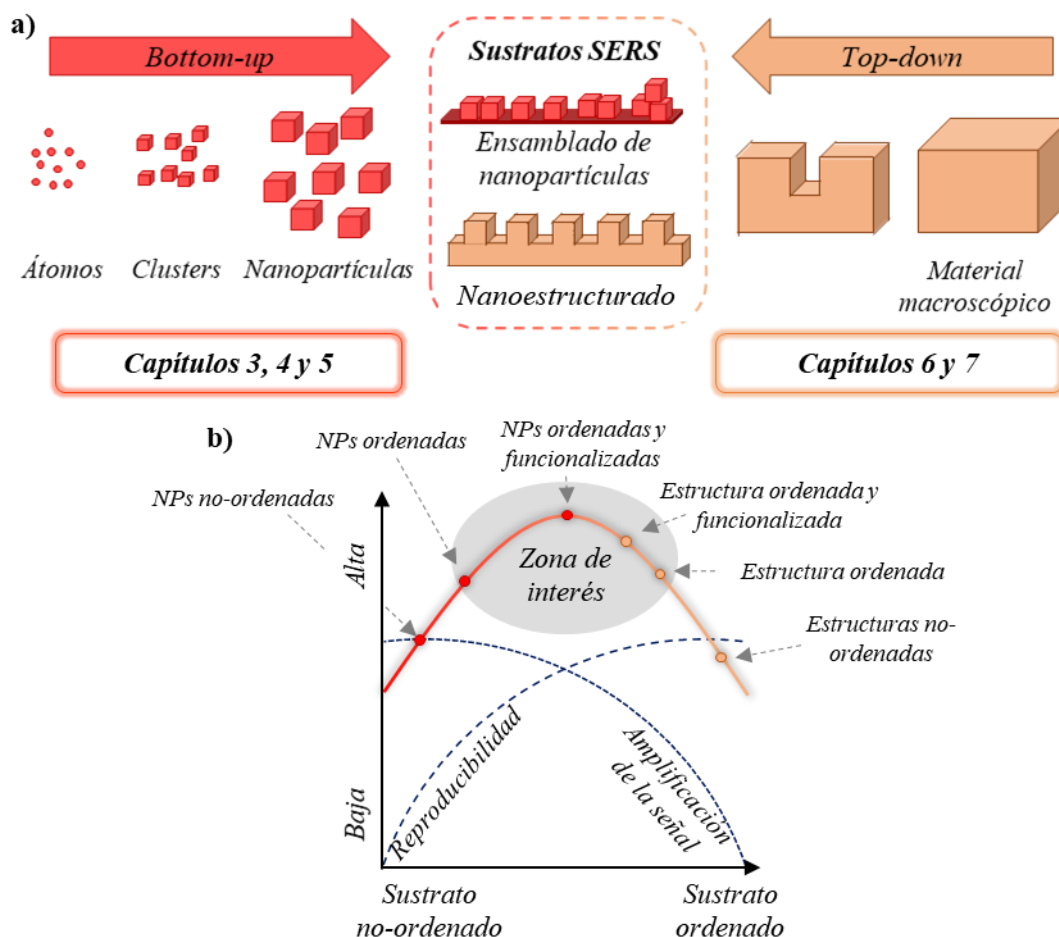 a)
Bottom-up
Sustratos SERS
Top-down
Ensamblado de
nanopartículas
Átomos
Clusters
Nanopartículas
Nanoestructurado
Material
macroscópico
Capítulos 3, 4 y 5
Capítulos 6 y 7
b)
NPs ordenadas
NPs ordenadas y
funcionalizadas
NPs no-ordenadas
Estructura ordenada y
funcionalizada
Zona de
interés
Estructura ordenada
Estructuras no-
ordenadas
Alta
Baja
Reproducibilidad
Amplificación
de la señal
Sustrato
no-ordenado
Sustrato
ordenado